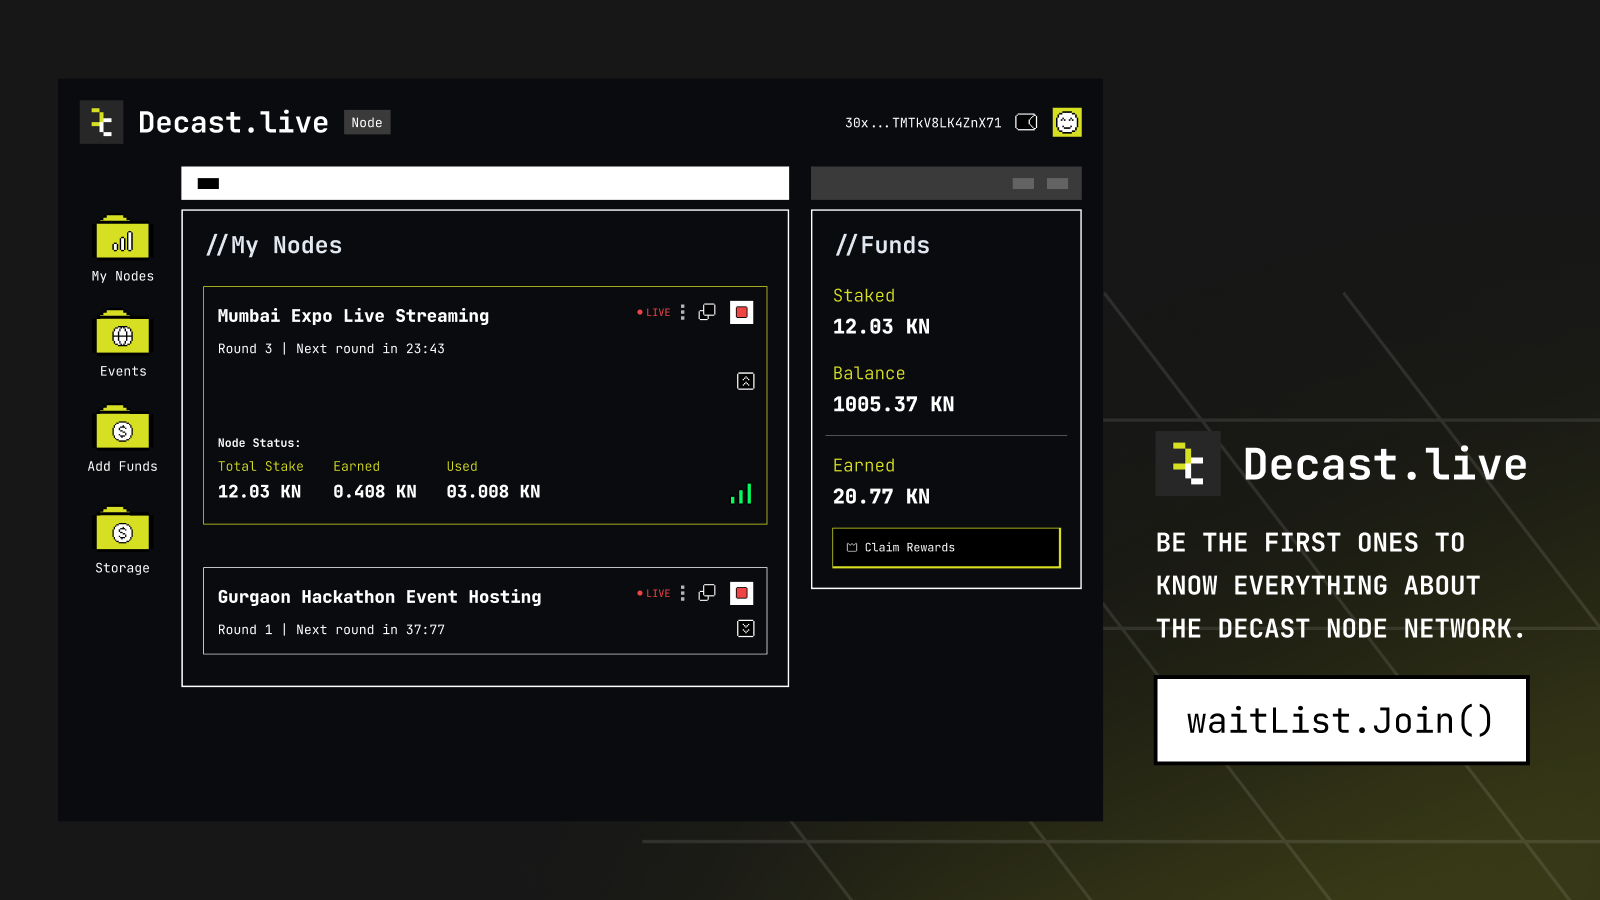 Decast.live
Node
30x...TMTkV8LK4ZnX71
My Nodes
Events
Add Funds
Storage
//My Nodes
Mumbai Expo Live Streaming
LIVE
Round 3 | Next round in 23:43
Node Status:
Total Stake Earned Used
12.03 KN 0.408 KN 03.008 KN
Gurgaon Hackathon Event Hosting
LIVE
Round 1 | Next round in 37:77
//Funds
Staked
12.03 KN
Balance
1005.37 KN
Earned
20.77 KN
Claim Rewards
Decast.live
BE THE FIRST ONES TO
KNOW EVERYTHING ABOUT
THE DECAST NODE NETWORK.
waitList.Join()